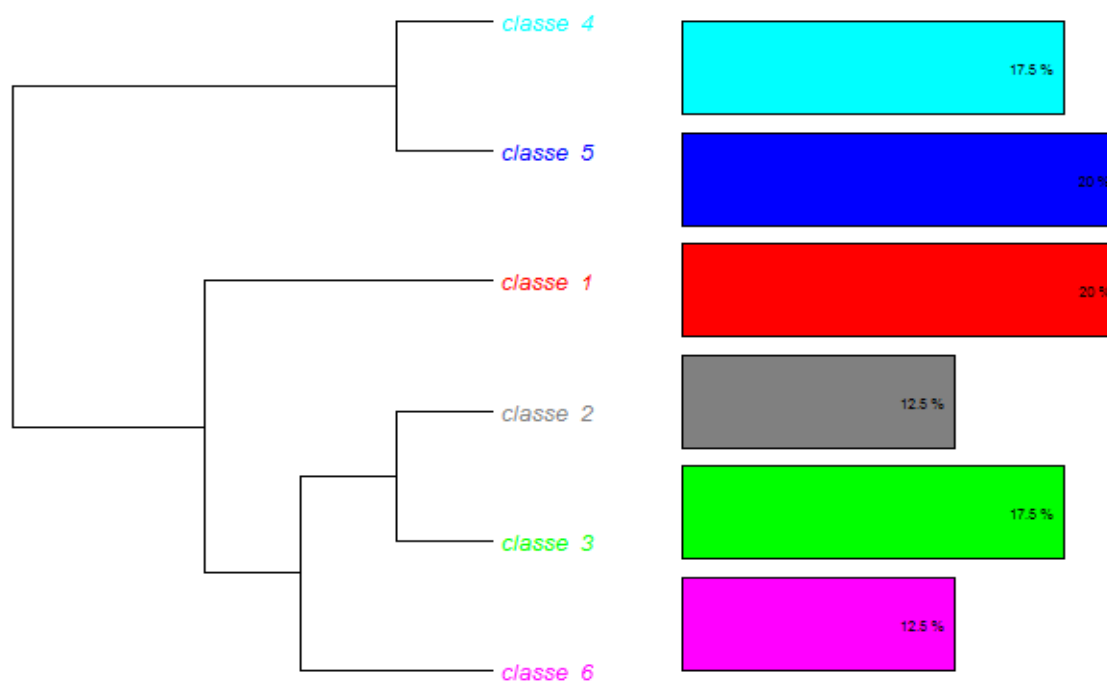 classe 4
17.5 %
classe 5
20 %
classe 1
20 %
classe 2
12.5 %
classe 3
17.5 %
classe 6
12.5 %